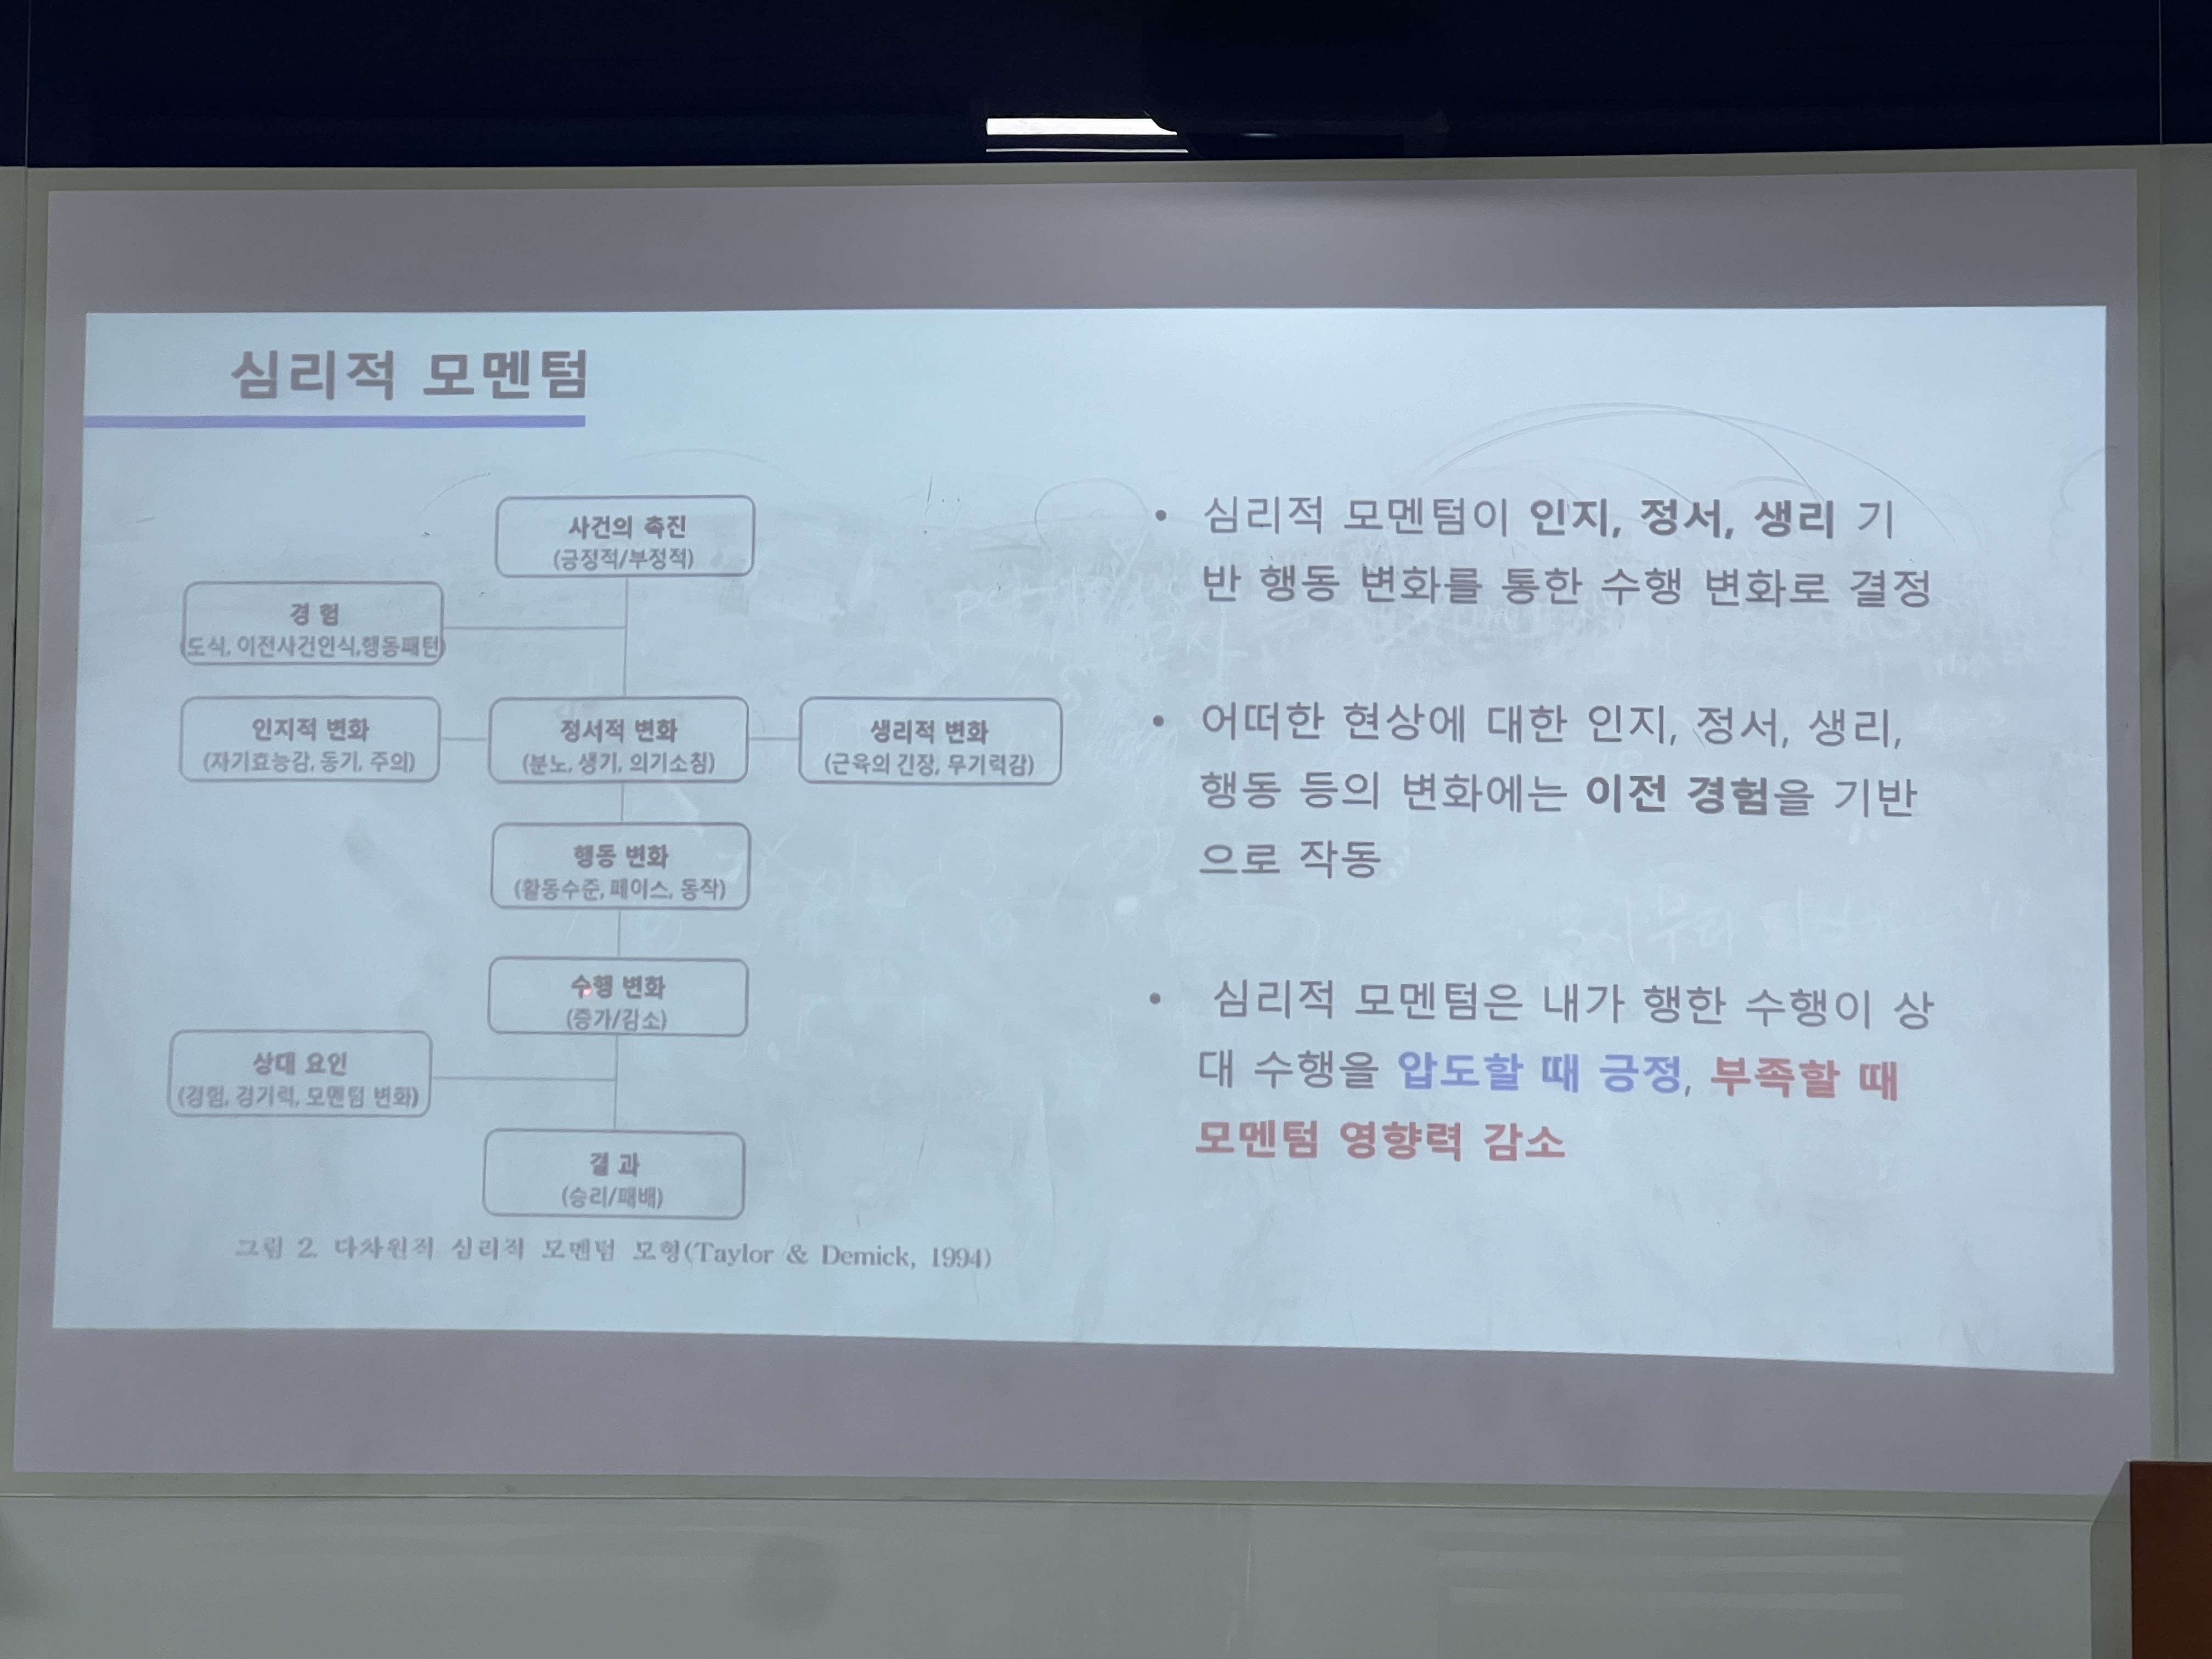 심리적 모멘텀
사건의 촉진
(긍정적/부정적)
경 험
(도식, 이전사건인식,행동패턴)
인지적 변화
(자기효능감, 동기, 주의)
정서적 변화
(분노, 생기, 의기소침)
생리적 변화
(근육의 긴장, 무기력감)
행동 변화
(활동수준, 페이스, 동작)
수행 변화
(증가/감소)
상대 요인
(경험, 경기력, 모멘텀 변화)
결 과
(승리/패배)
그림 2. 다차원적 심리적 모멘텀 모형(Taylor & Demick, 1994)
• 심리적 모멘텀이 인지, 정서, 생리 기
반 행동 변화를 통한 수행 변화로 결정
• 어떠한 현상에 대한 인지, 정서, 생리,
행동 등의 변화에는 이전 경험을 기반
으로 작동
• 심리적 모멘텀은 내가 행한 수행이 상
대 수행을 압도할 때 긍정, 부족할 때
모멘텀 영향력 감소